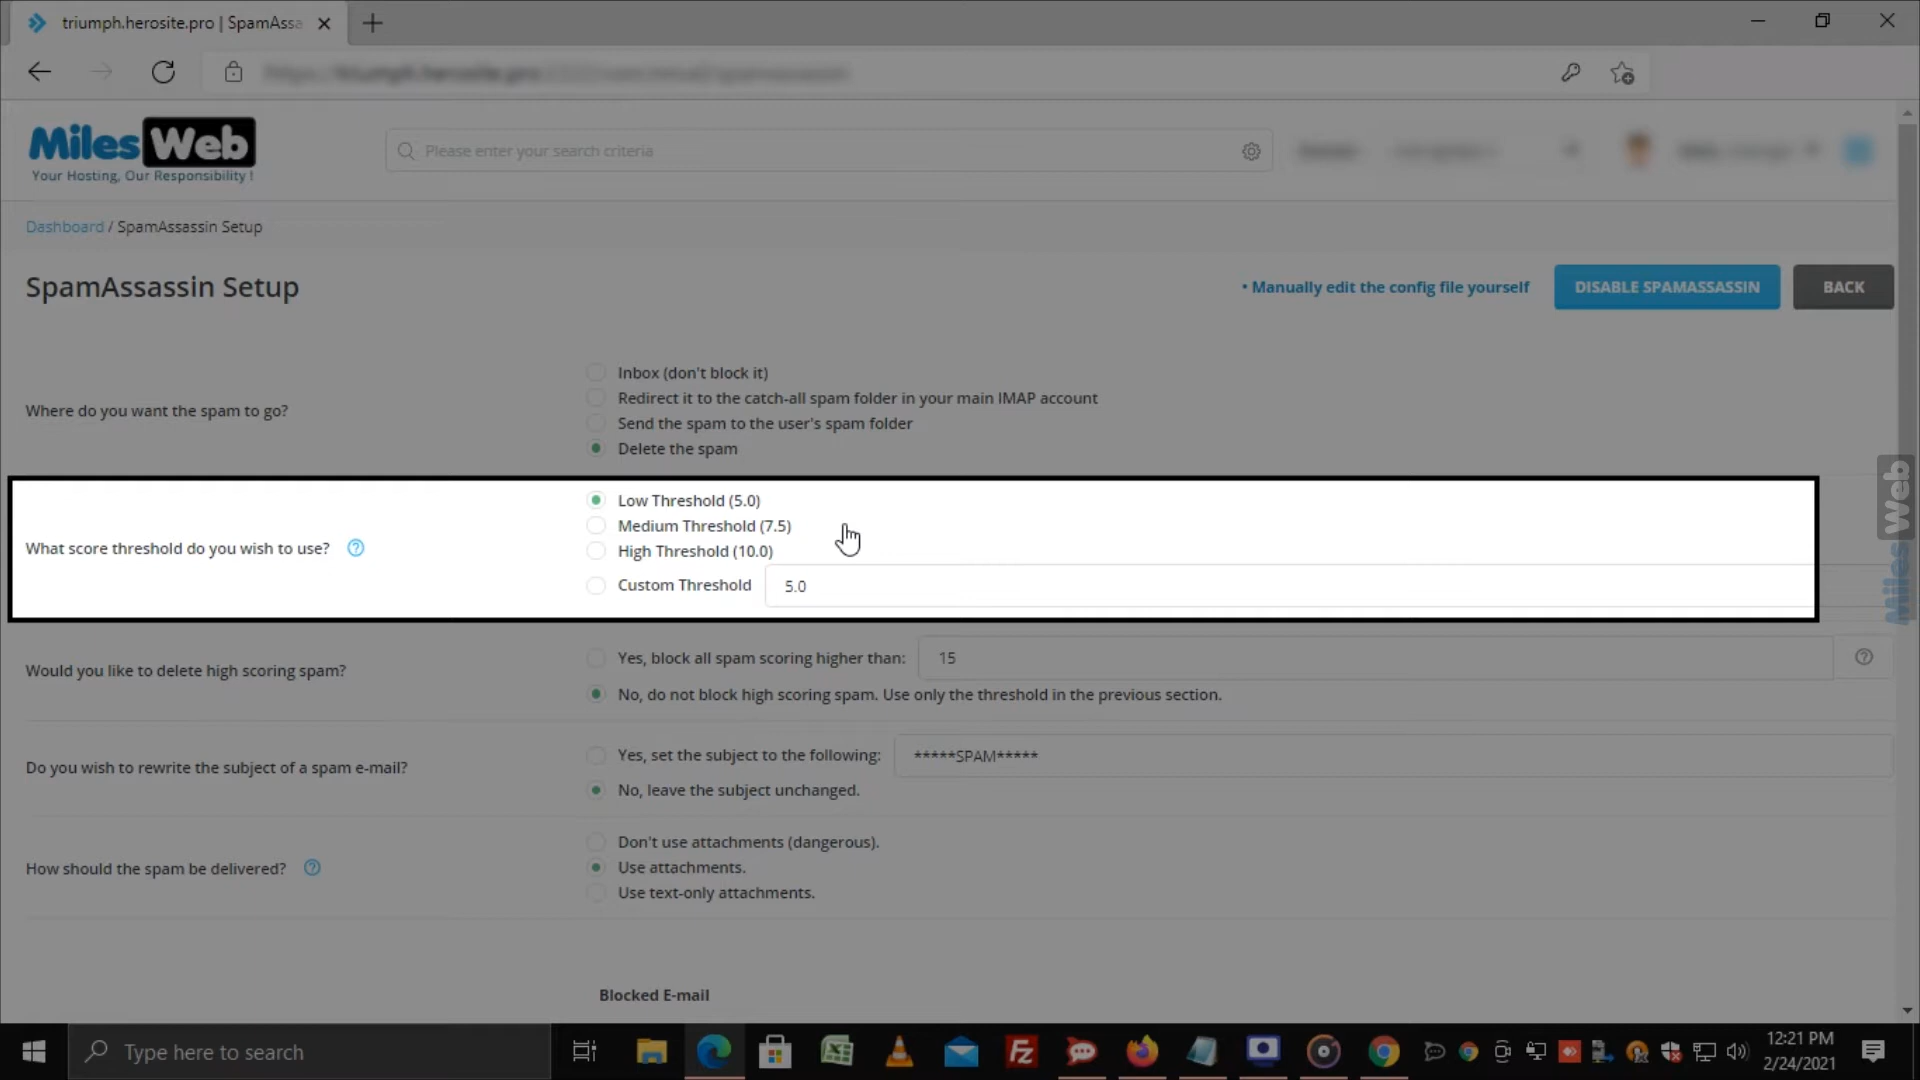 triumph.herosite.pro | SpamAssa
Miles Web
Your Hosting, Our Responsibility !
Please enter your search criteria
Dashboard / SpamAssassin Setup
SpamAssassin Setup
• Manually edit the config file yourself
DISABLE SPAMASSASSIN
BACK
Where do you want the spam to go?
Inbox (don't block it)
Redirect it to the catch-all spam folder in your main IMAP account
Send the spam to the user's spam folder
Delete the spam
What score threshold do you wish to use?
Low Threshold (5.0)
Medium Threshold (7.5)
High Threshold (10.0)
Custom Threshold
5.0
Would you like to delete high scoring spam?
Yes, block all spam scoring higher than:
15
No, do not block high scoring spam. Use only the threshold in the previous section.
Do you wish to rewrite the subject of a spam e-mail?
Yes, set the subject to the following:
*****SPAM*****
No, leave the subject unchanged.
How should the spam be delivered?
Don't use attachments (dangerous).
Use attachments.
Use text-only attachments.
Blocked E-mail
Miles Web
Type here to search
12:21 PM
2/24/2021